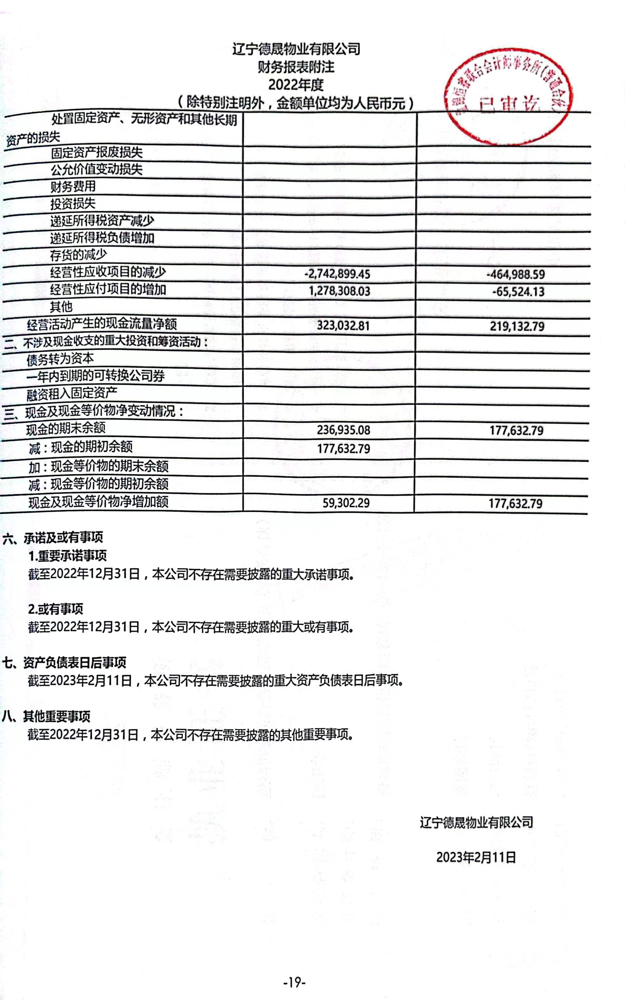 辽宁德晟物业有限公司
财务报表附注
2022年度
（除特别注明外，金额单位均为人民币元）
联合会计师事务所(普通合伙)
已审讫
处置固定资产、无形资产和其他长期
资产的损失
固定资产报废损失
公允价值变动损失
财务费用
投资损失
递延所得税资产减少
递延所得税负债增加
存货的减少
经营性应收项目的减少 -2,742,899.45 -464,988.59
经营性应付项目的增加 1,278,308.03 -65,524.13
其他
经营活动产生的现金流量净额 323,032.81 219,132.79
二、不涉及现金收支的重大投资和筹资活动：
债务转为资本
一年内到期的可转换公司券
融资租入固定资产
三、现金及现金等价物净变动情况：
现金的期末余额 236,935.08 177,632.79
减：现金的期初余额 177,632.79
加：现金等价物的期末余额
减：现金等价物的期初余额
现金及现金等价物净增加额 59,302.29 177,632.79
六、承诺及或有事项
1.重要承诺事项
截至2022年12月31日，本公司不存在需要披露的重大承诺事项。
2.或有事项
截至2022年12月31日，本公司不存在需要披露的重大或有事项。
七、资产负债表日后事项
截至2023年2月11日，本公司不存在需要披露的重大资产负债表日后事项。
八、其他重要事项
截至2022年12月31日，本公司不存在需要披露的其他重要事项。
辽宁德晟物业有限公司
2023年2月11日
-19-